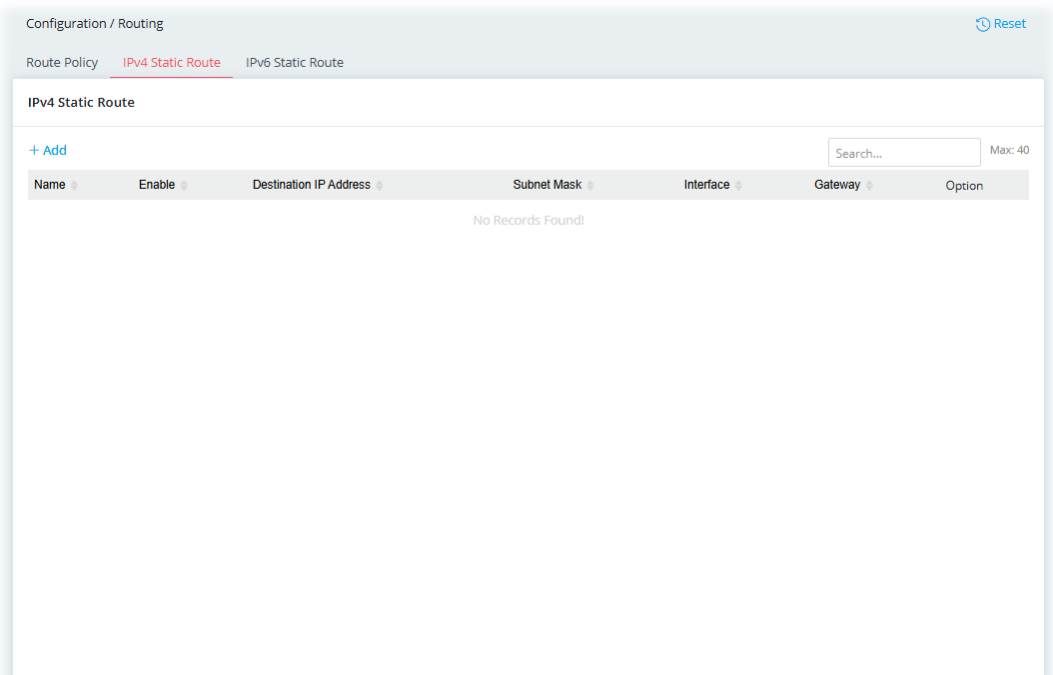 Configuration / Routing Reset
Route Policy IPv4 Static Route IPv6 Static Route
IPv4 Static Route
+ Add Search... Max: 40
Name Enable Destination IP Address Subnet Mask Interface Gateway Option
No Records Found!